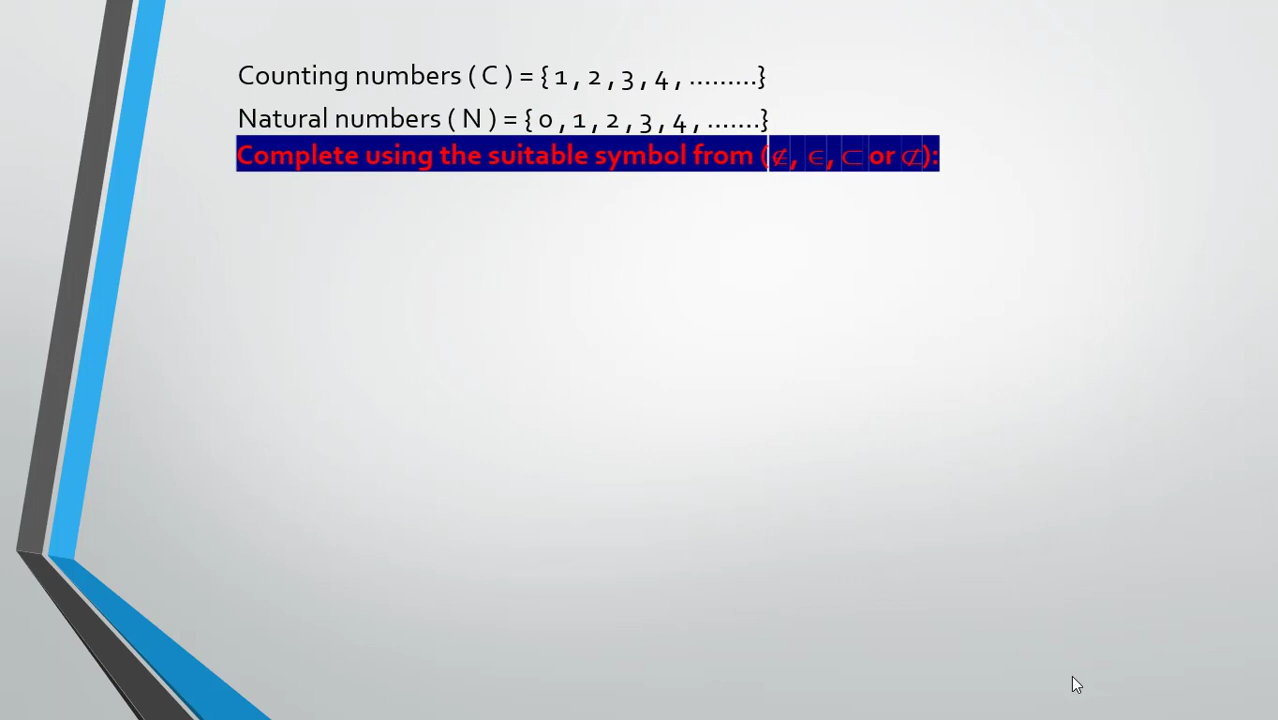 Counting numbers ( C ) = { 1 , 2 , 3 , 4 , .........}
Natural numbers ( N ) = { 0 , 1 , 2 , 3 , 4 , .......}
Complete using the suitable symbol from (∉, ∈, ⊂ or ⊄):